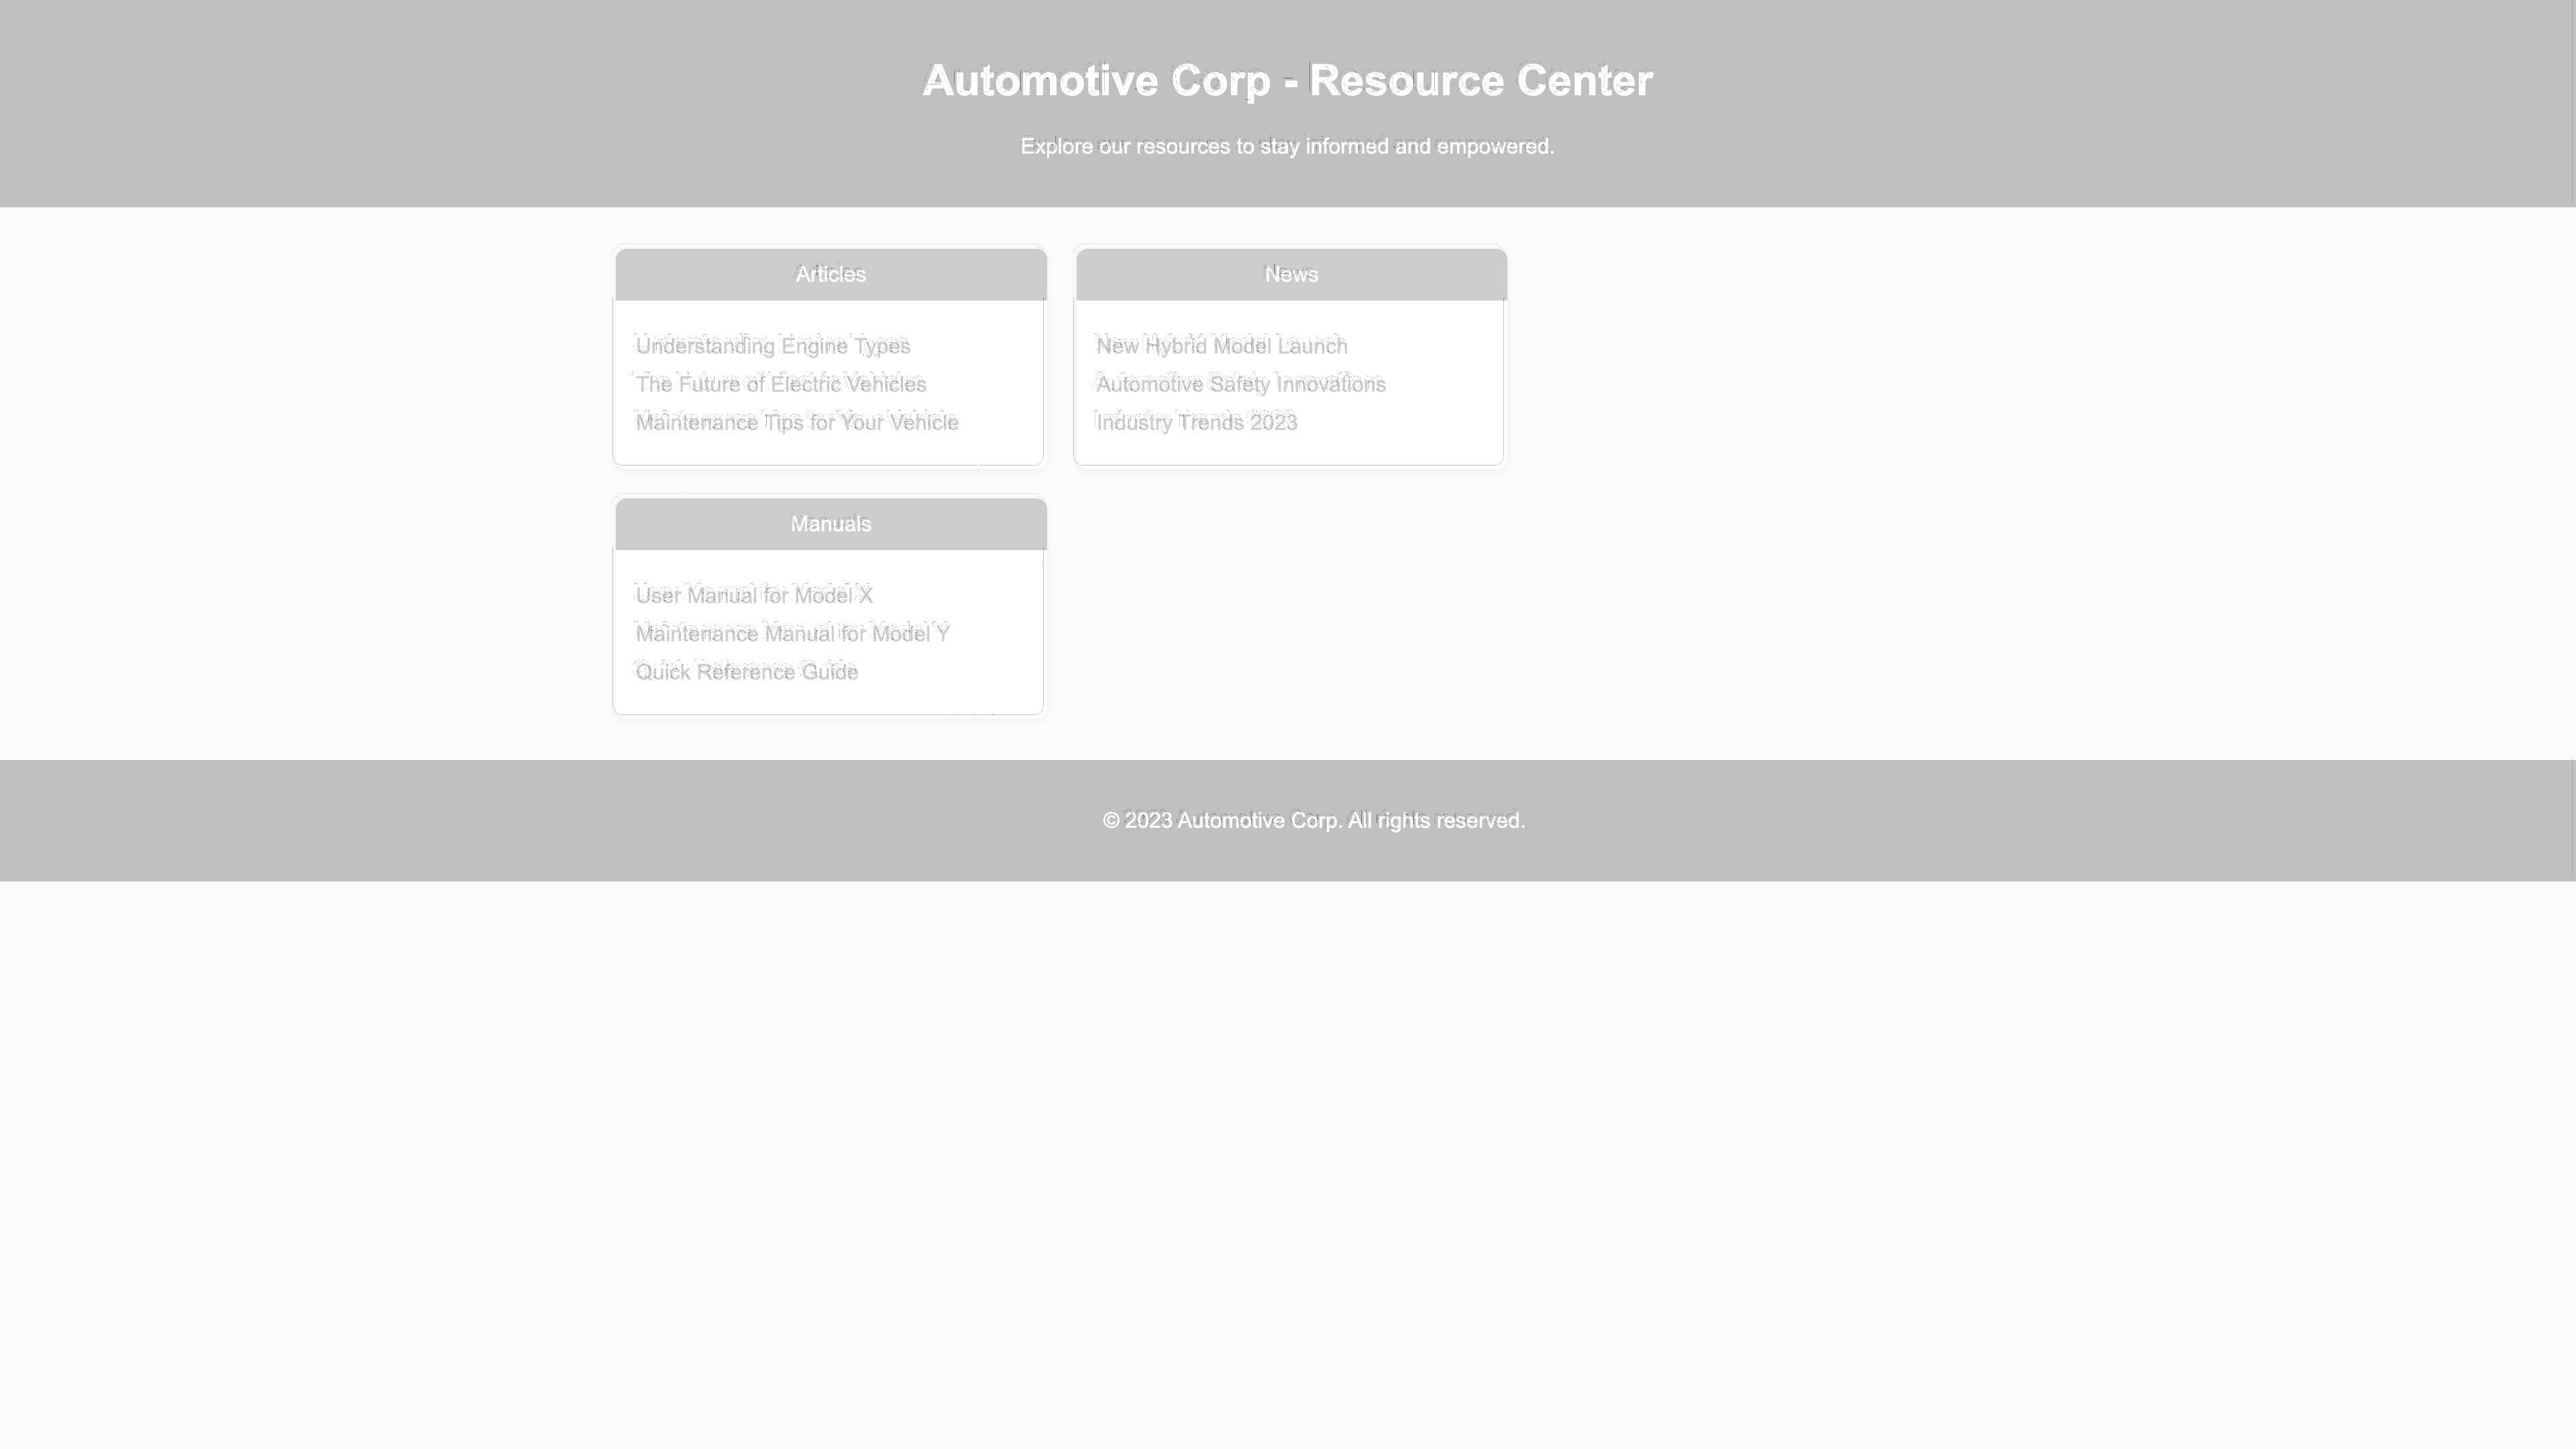 Automotive Corp - Resource Center
Explore our resources to stay informed and empowered.
Articles
Understanding Engine Types
The Future of Electric Vehicles
Maintenance Tips for Your Vehicle
News
New Hybrid Model Launch
Automotive Safety Innovations
Industry Trends 2023
Manuals
User Manual for Model X
Maintenance Manual for Model Y
Quick Reference Guide
© 2023 Automotive Corp. All rights reserved.